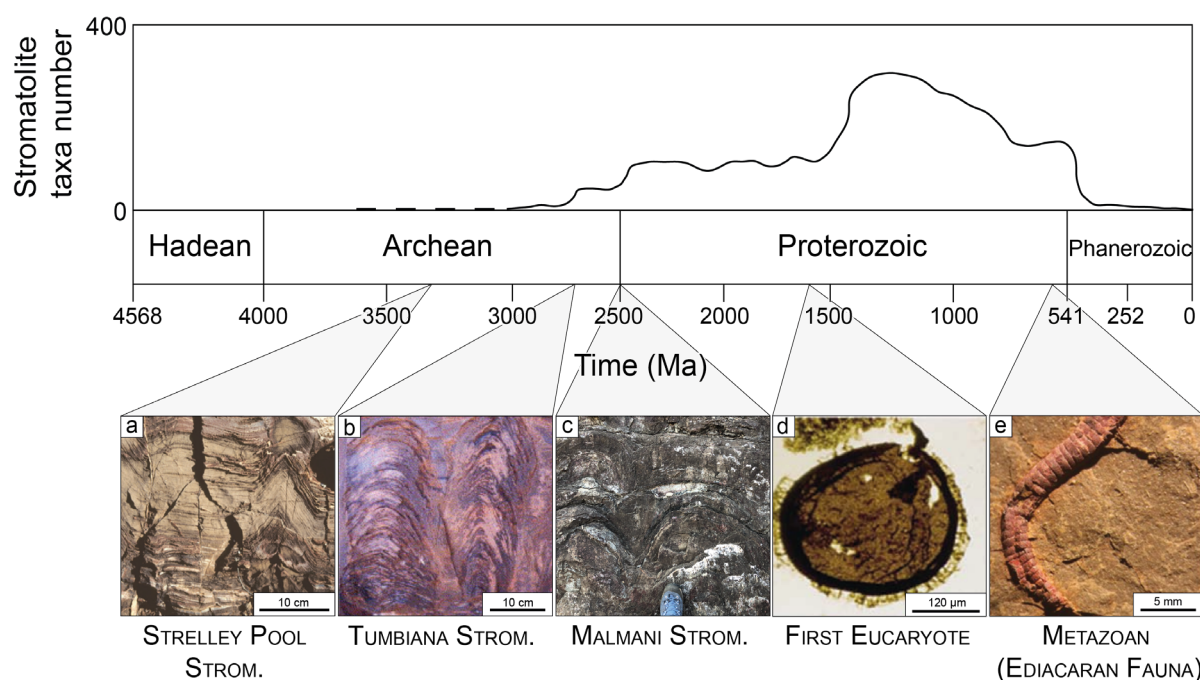 Stromatolite
taxa number
400
0
Hadean
Archean
Proterozoic
Phanerozoic
4568
4000
3500
3000
2500
2000
1500
1000
541
252
0
Time (Ma)
a
10 cm
b
10 cm
c
d
120 µm
e
5 mm
STRELLEY POOL
STROM.
TUMBIANA STROM.
MALMANI STROM.
FIRST EUCARYOTE
METAZOAN
(EDIACARAN FAUNA)